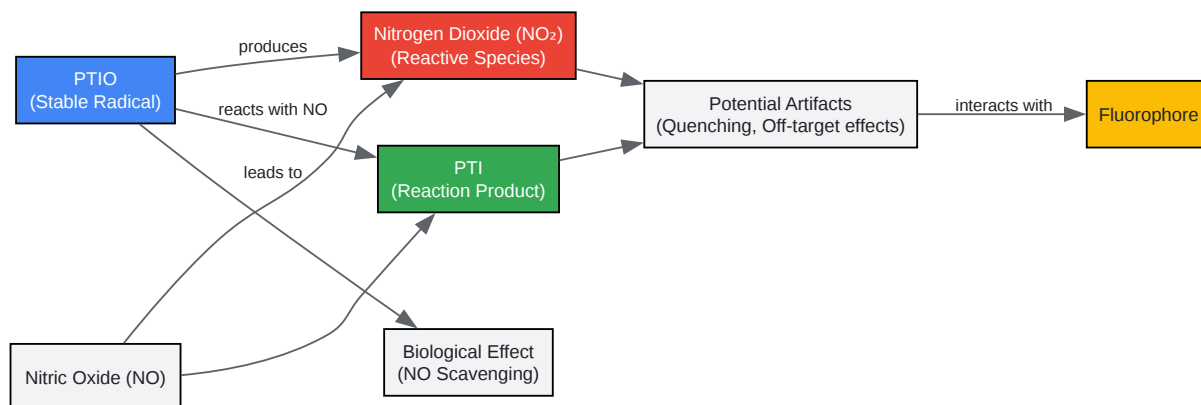 PTIO
(Stable Radical)
produces
reacts with NO
leads to
Nitrogen Dioxide (NO₂)
(Reactive Species)
PTI
(Reaction Product)
Potential Artifacts
(Quenching, Off-target effects)
interacts with
Fluorophore
Nitric Oxide (NO)
Biological Effect
(NO Scavenging)